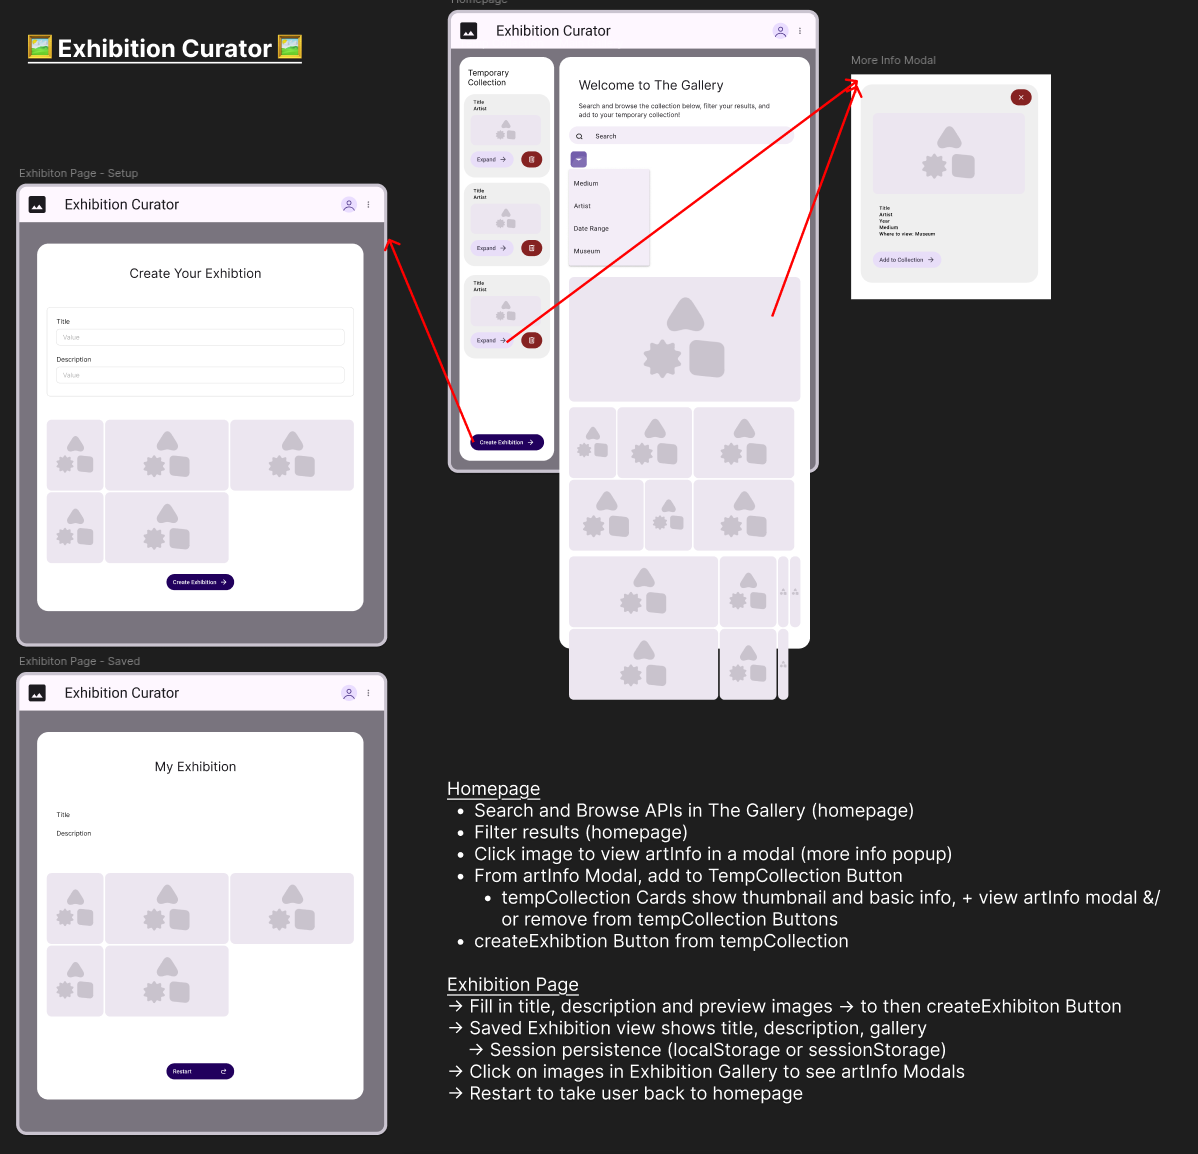 🖼️ Exhibition Curator 🖼️
Homepage
Exhibition Curator
Temporary
Collection
Title
Artist
Expand →
Title
Artist
Expand →
Title
Artist
Expand →
Create Exhibition →
Welcome to The Gallery
Search and browse the collection below, filter your results, and
add to your temporary collection!
Search
Medium
Artist
Date Range
Museum
More Info Modal
Title
Artist
Year
Medium
Where to view: Museum
Add to Collection →
Exhibiton Page - Setup
Exhibition Curator
Create Your Exhibtion
Title
Value
Description
Value
Create Exhibition →
Exhibiton Page - Saved
Exhibition Curator
My Exhibition
Title
Description
Restart
Homepage
• Search and Browse APIs in The Gallery (homepage)
• Filter results (homepage)
• Click image to view artInfo in a modal (more info popup)
• From artInfo Modal, add to TempCollection Button
• tempCollection Cards show thumbnail and basic info, + view artInfo modal &/
or remove from tempCollection Buttons
• createExhibtion Button from tempCollection
Exhibition Page
→ Fill in title, description and preview images → to then createExhibiton Button
→ Saved Exhibition view shows title, description, gallery
→ Session persistence (localStorage or sessionStorage)
→ Click on images in Exhibition Gallery to see artInfo Modals
→ Restart to take user back to homepage